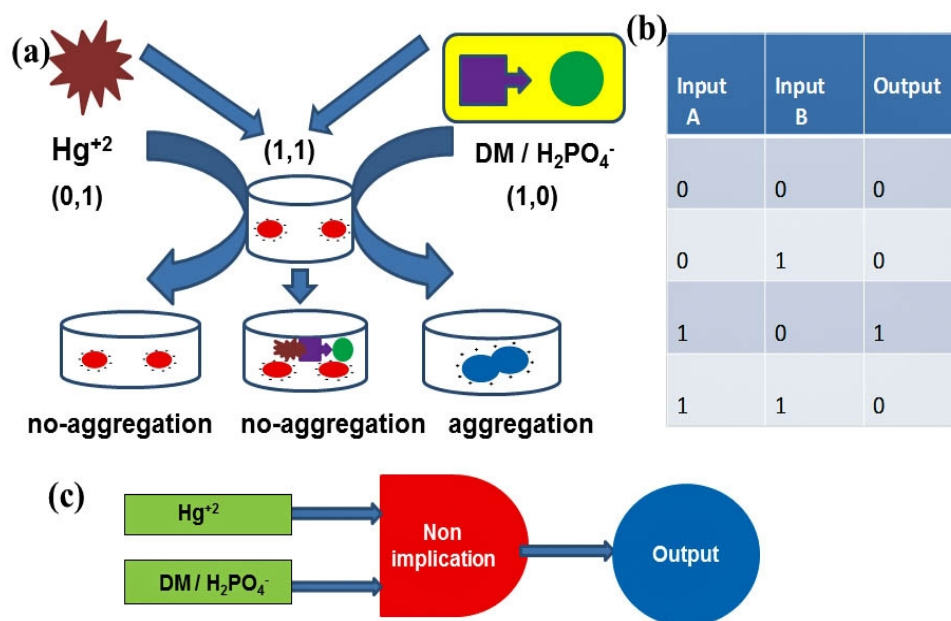 (a)
Hg⁺²
(0,1)
(1,1)
DM / H₂PO₄⁻
(1,0)
no-aggregation
no-aggregation
aggregation
(b)
Input A Input B Output
0 0 0
0 1 0
1 0 1
1 1 0
(c)
Hg⁺²
DM / H₂PO₄⁻
Non
implication
Output